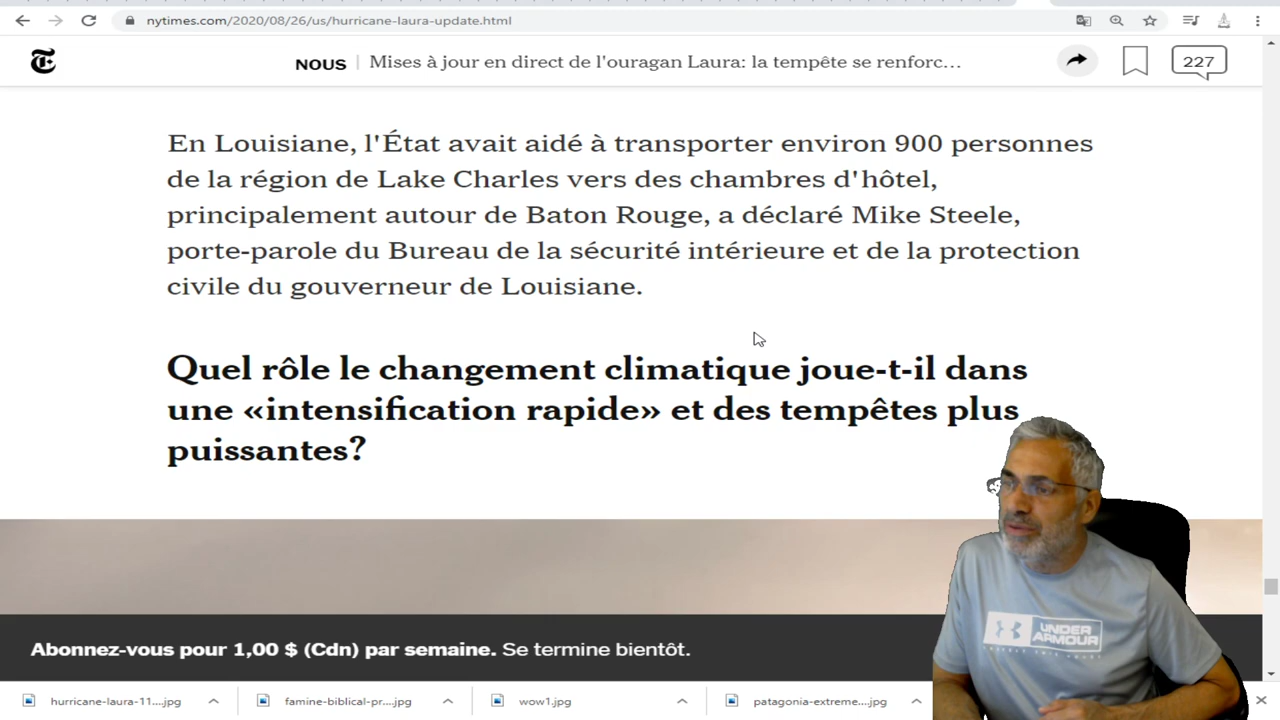 nytimes.com/2020/08/26/us/hurricane-laura-update.html
NOUS | Mises à jour en direct de l'ouragan Laura: la tempête se renforc...
227
En Louisiane, l'État avait aidé à transporter environ 900 personnes
de la région de Lake Charles vers des chambres d'hôtel,
principalement autour de Baton Rouge, a déclaré Mike Steele,
porte-parole du Bureau de la sécurité intérieure et de la protection
civile du gouverneur de Louisiane.
Quel rôle le changement climatique joue-t-il dans
une «intensification rapide» et des tempêtes plus
puissantes?
UNDER
ARMOUR
Abonnez-vous pour 1,00 $ (Cdn) par semaine. Se termine bientôt.
hurricane-laura-11....jpg
famine-biblical-pr....jpg
wow1.jpg
patagonia-extreme....jpg